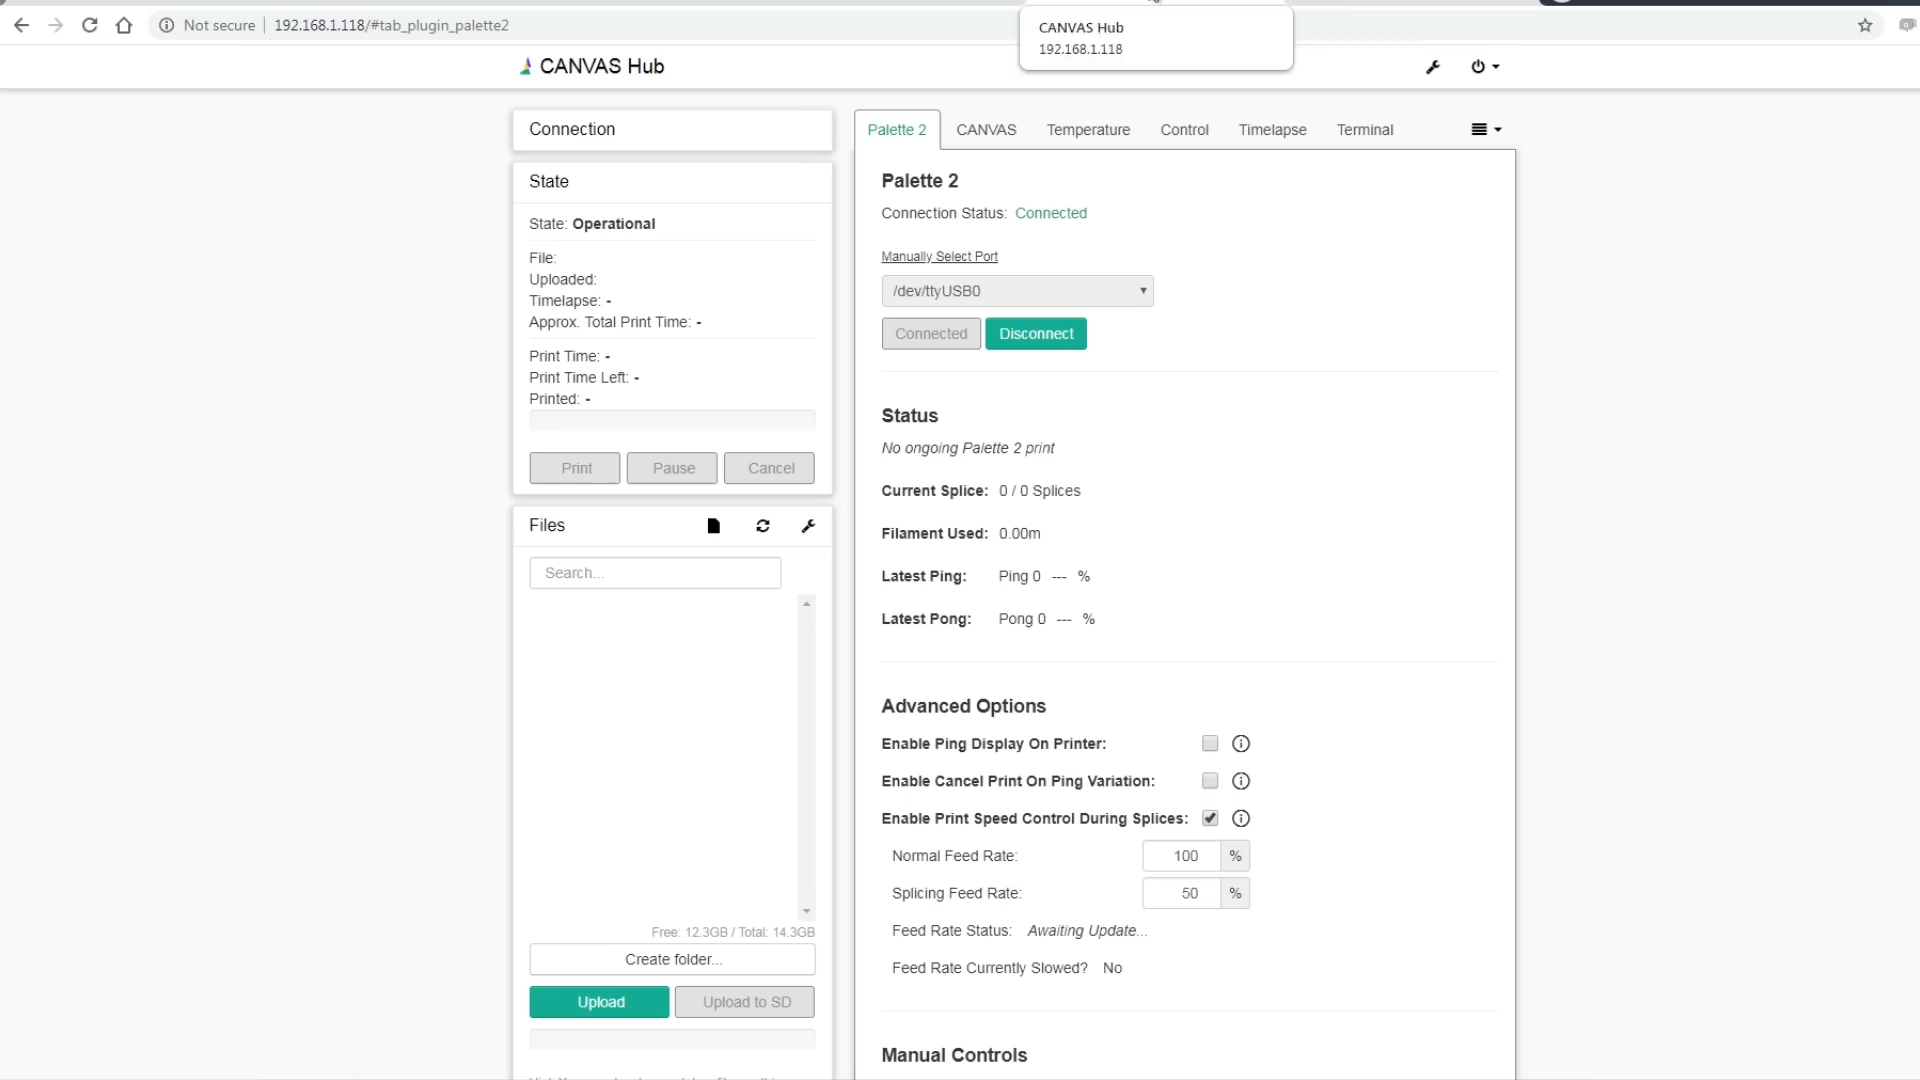 Not secure
192.168.1.118/#tab_plugin_palette2
CANVAS Hub
192.168.1.118
CANVAS Hub
Connection
State
State: Operational
File:
Uploaded:
Timelapse: -
Approx. Total Print Time: -
Print Time: -
Print Time Left: -
Printed: -
Print
Pause
Cancel
Files
Search...
Free: 12.3GB / Total: 14.3GB
Create folder...
Upload
Upload to SD
Palette 2
CANVAS
Temperature
Control
Timelapse
Terminal
Palette 2
Connection Status: Connected
Manually Select Port
/dev/ttyUSB0
Connected
Disconnect
Status
No ongoing Palette 2 print
Current Splice: 0 / 0 Splices
Filament Used: 0.00m
Latest Ping: Ping 0 --- %
Latest Pong: Pong 0 --- %
Advanced Options
Enable Ping Display On Printer:
Enable Cancel Print On Ping Variation:
Enable Print Speed Control During Splices:
Normal Feed Rate: 100 %
Splicing Feed Rate: 50 %
Feed Rate Status: Awaiting Update...
Feed Rate Currently Slowed? No
Manual Controls